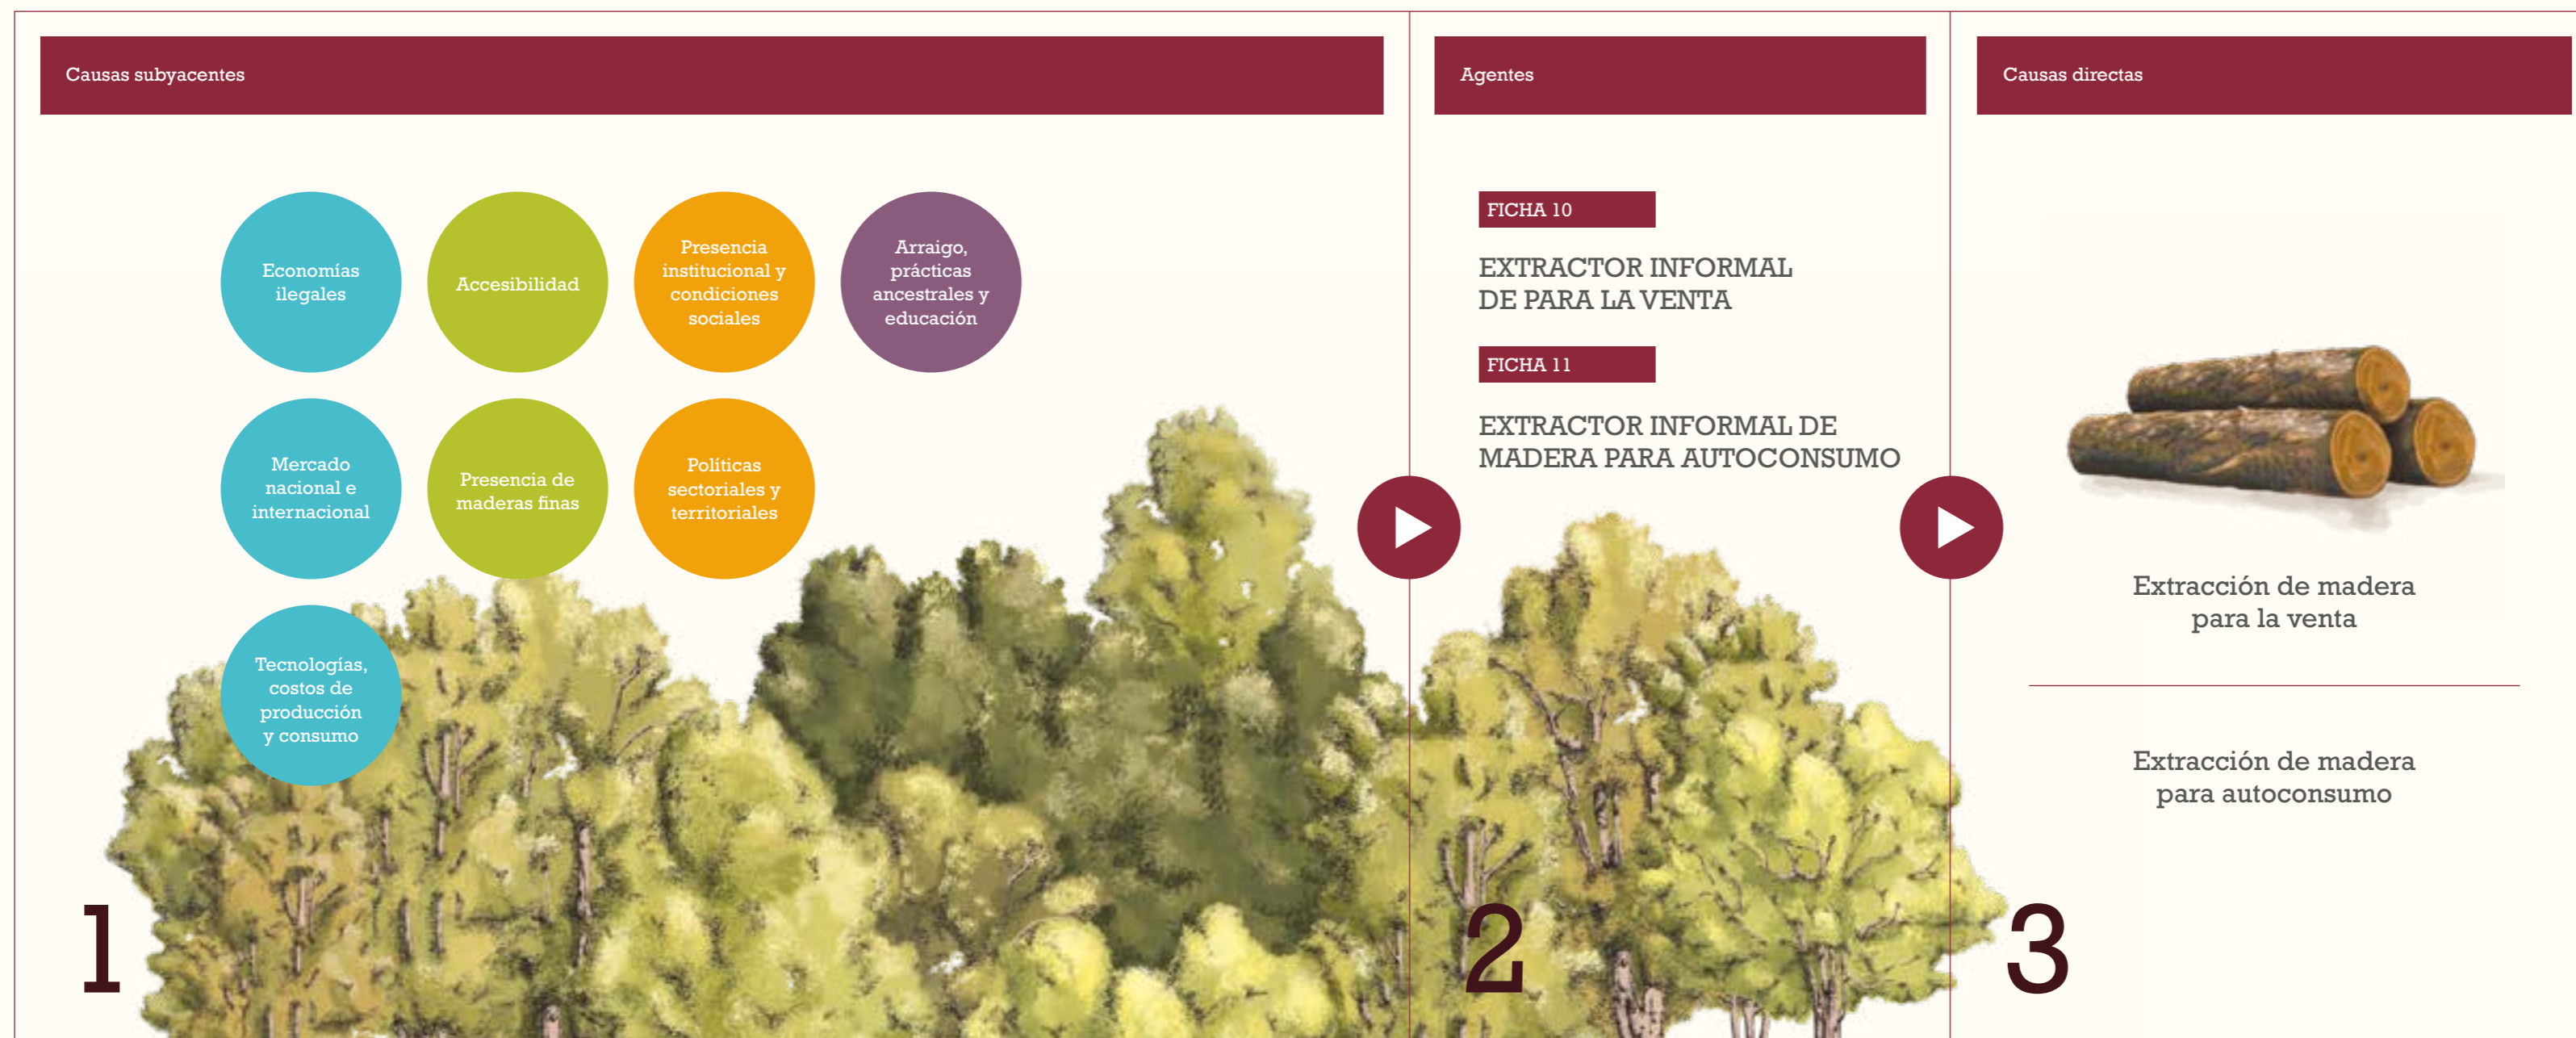 Causas subyacentes
Agentes
Causas directas
Economías
ilegales
Accesibilidad
Presencia
institucional y
condiciones
sociales
Arraigo,
prácticas
ancestrales y
educación
Mercado
nacional e
internacional
Presencia de
maderas finas
Políticas
sectoriales y
territoriales
Tecnologías,
costos de
producción
y consumo
1
FICHA 10
EXTRACTOR INFORMAL
DE PARA LA VENTA
FICHA 11
EXTRACTOR INFORMAL DE
MADERA PARA AUTOCONSUMO
2
Extracción de madera
para la venta
Extracción de madera
para autoconsumo
3